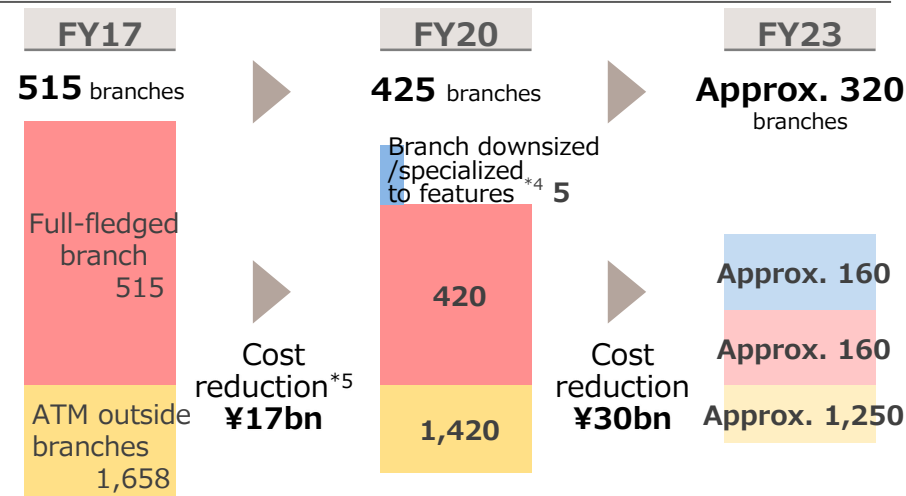 FY17
FY20
FY23
515 branches
425 branches
Approx. 320
branches
Branch downsized
/specialized
to features *4 5
Full-fledged
branch
515
420
Approx. 160
Approx. 160
Cost
reduction*5
¥17bn
Cost
reduction
¥30bn
ATM outside
branches
1,658
1,420
Approx. 1,250